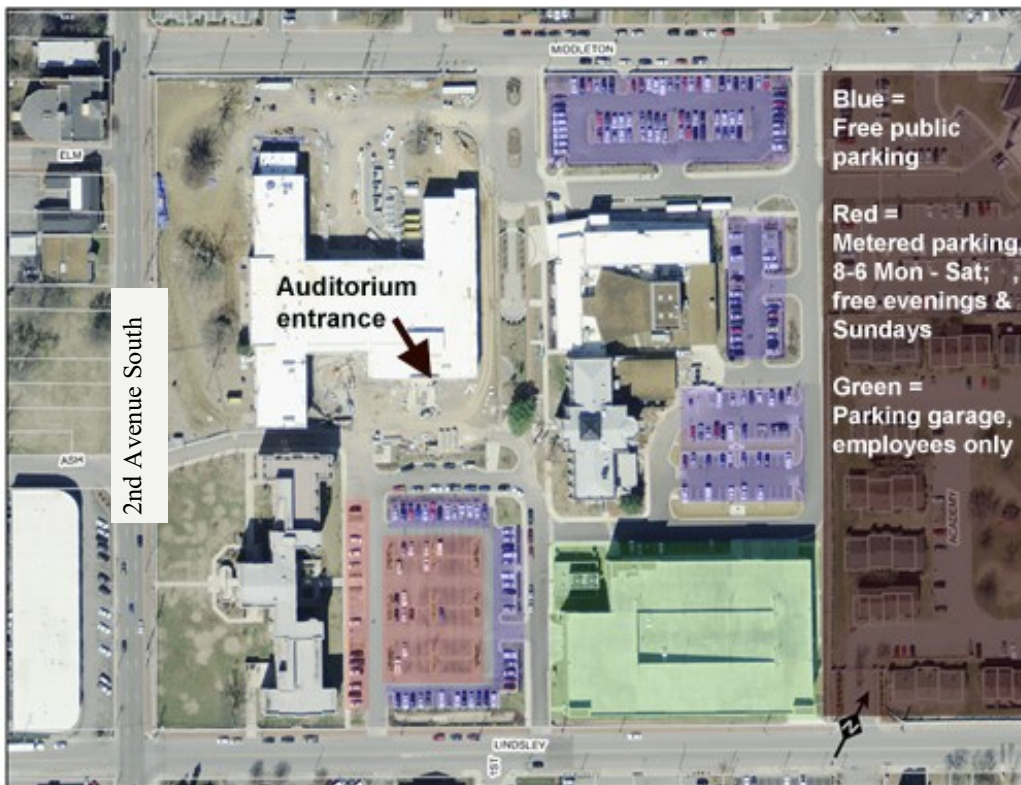 MIDDLETON
ELM
Blue =
Free public
parking
Red =
Metered parking,
8-6 Mon - Sat;
free evenings &
Sundays
Green =
Parking garage,
employees only
Auditorium
entrance
2nd Avenue South
ASH
ACADEMY
N
LINDSLEY
1ST